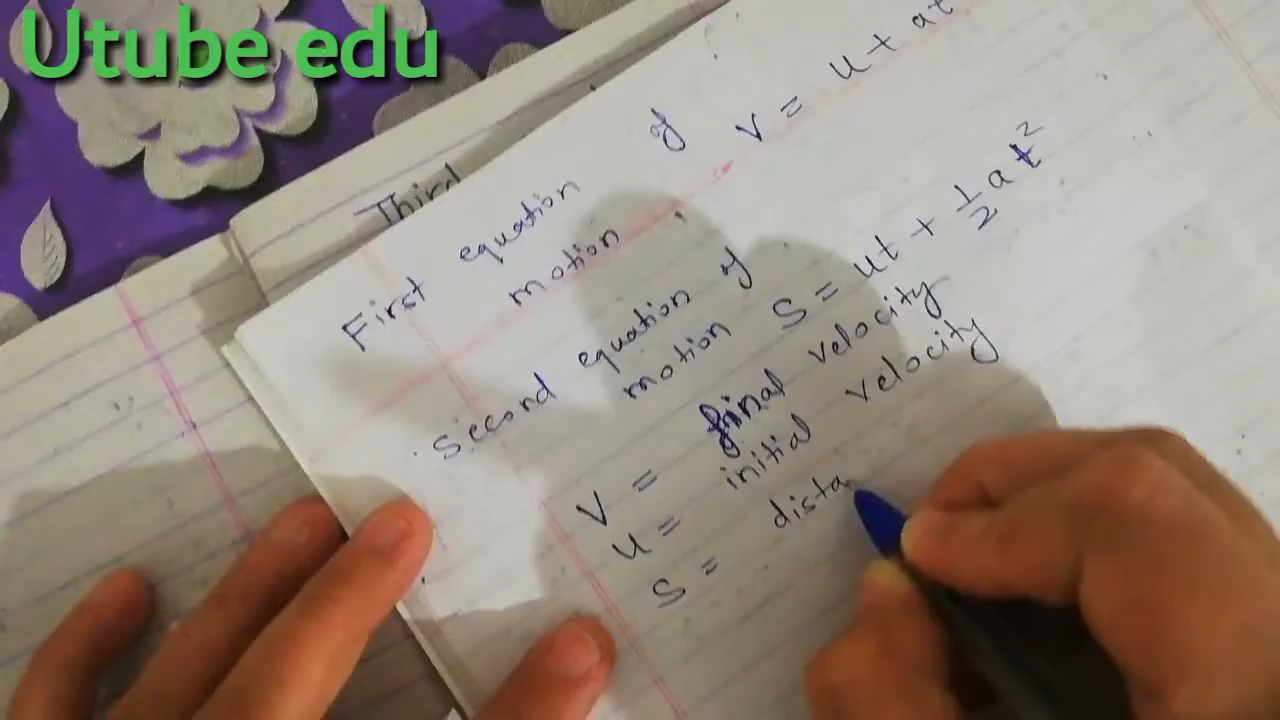 Utube edu
Third
First equation of
motion
v = u + at
Second equation of
motion S = ut + 1/2 at²
V = final velocity
u = initial velocity
S = dista